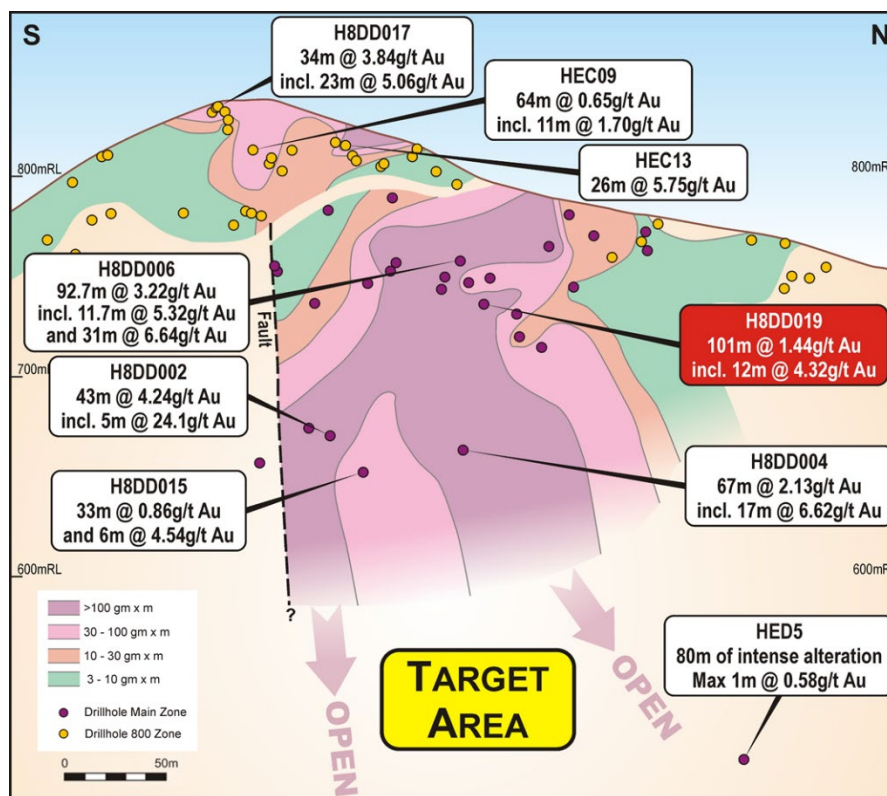 S
N
H8DD017
34m @ 3.84g/t Au
incl. 23m @ 5.06g/t Au
HEC09
64m @ 0.65g/t Au
incl. 11m @ 1.70g/t Au
HEC13
26m @ 5.75g/t Au
800mRL
800mRL
H8DD006
92.7m @ 3.22g/t Au
incl. 11.7m @ 5.32g/t Au
and 31m @ 6.64g/t Au
Fault
H8DD019
101m @ 1.44g/t Au
incl. 12m @ 4.32g/t Au
700mRL
H8DD002
43m @ 4.24g/t Au
incl. 5m @ 24.1g/t Au
H8DD015
33m @ 0.86g/t Au
and 6m @ 4.54g/t Au
H8DD004
67m @ 2.13g/t Au
incl. 17m @ 6.62g/t Au
600mRL
600mRL
>100 gm x m
30 - 100 gm x m
10 - 30 gm x m
3 - 10 gm x m
Drillhole Main Zone
Drillhole 800 Zone
0 50m
?
OPEN
TARGET
AREA
OPEN
HED5
80m of intense alteration
Max 1m @ 0.58g/t Au